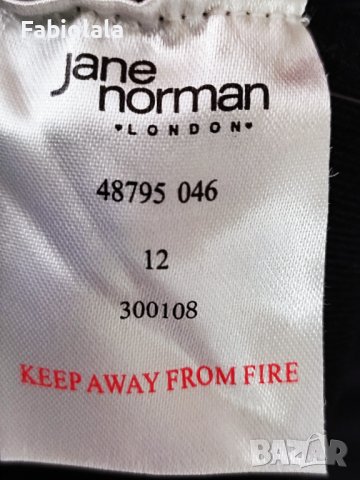 Fabiolala
jane
norman
♥LONDON♥
48795 046
12
300108
KEEP AWAY FROM FIRE
BAZAR